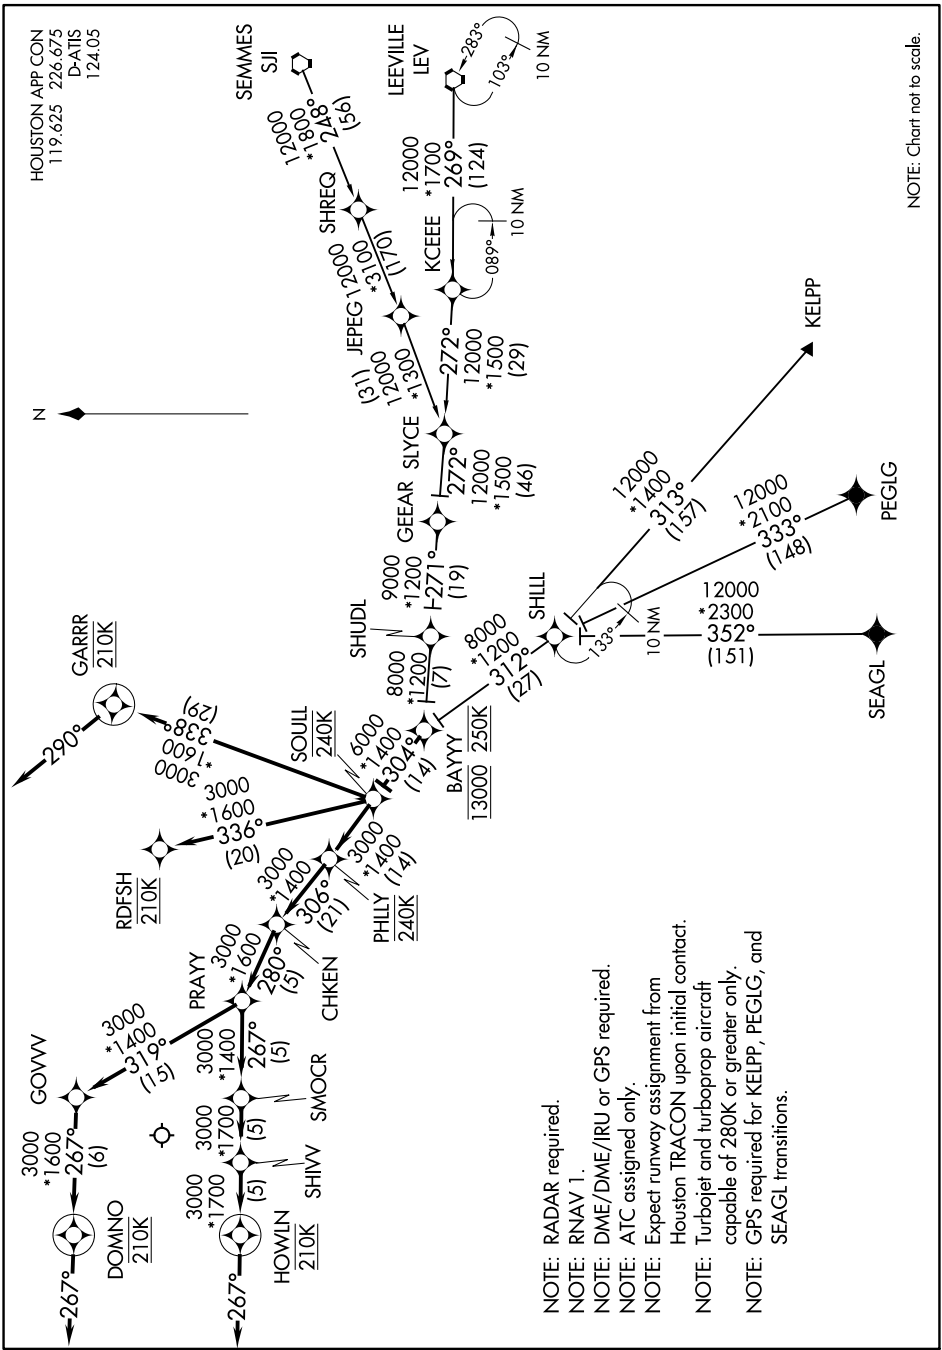 HOUSTON APP CON
119.625 226.675
D-ATIS
124.05
N
SEMMES
SJI
12000
*1800
248°
(56)
SHREQ
12000
*3100
(170)
JEPEG
(31)
12000
*1300
LEEVILLE
LEV
283°
103°
10 NM
12000
*1700
269°
(124)
KCEEE
089°
10 NM
272°
12000
*1500
(29)
SLYCE
272°
12000
*1500
(46)
GEEAR
9000
*1200
271°
(19)
SHUDL
8000
*1200
(7)
SHLLL
133°
10 NM
8000
*1200
312°
(27)
KELPP
12000
*1400
313°
(157)
PEGLG
12000
*2100
333°
(148)
SEAGL
12000
*2300
352°
(151)
BAYYY
13000 250K
6000
*1400
304°
(14)
SOULL
240K
GARRR
210K
290°
338°
(29)
*1600
3000
RDFSH
210K
3000
*1600
336°
(20)
3000
*1400
(14)
PHLLY
240K
3000
*1400
306°
(21)
CHKEN
3000
*1600
280°
(5)
PRAYY
3000
*1400
319°
(15)
GOVVV
3000
*1600
267°
(6)
DOMNO
210K
267°
3000
*1400
267°
(5)
SMOCR
3000
*1700
(5)
SHIVV
3000
*1700
(5)
HOWLN
210K
267°
NOTE: RADAR required.
NOTE: RNAV 1.
NOTE: DME/DME/IRU or GPS required.
NOTE: ATC assigned only.
NOTE: Expect runway assignment from
Houston TRACON upon initial contact.
NOTE: Turbojet and turboprop aircraft
capable of 280K or greater only.
NOTE: GPS required for KELPP, PEGLG, and
SEAGL transitions.
NOTE: Chart not to scale.